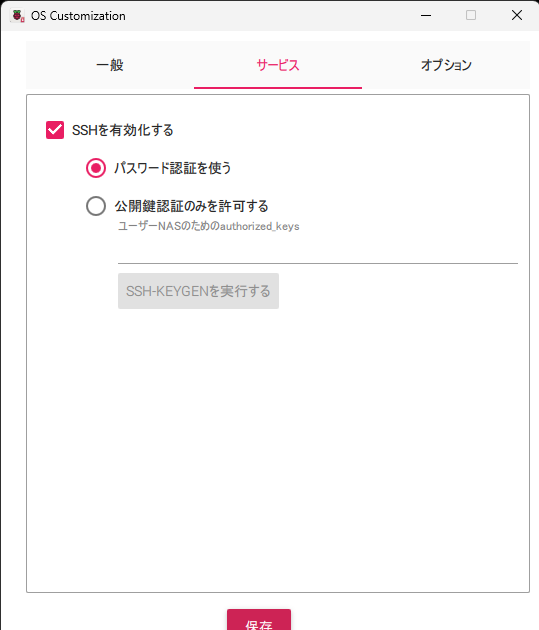 OS Customization
一般 サービス オプション
SSHを有効化する
パスワード認証を使う
公開鍵認証のみを許可する
ユーザーNASのためのauthorized_keys
SSH-KEYGENを実行する
保存